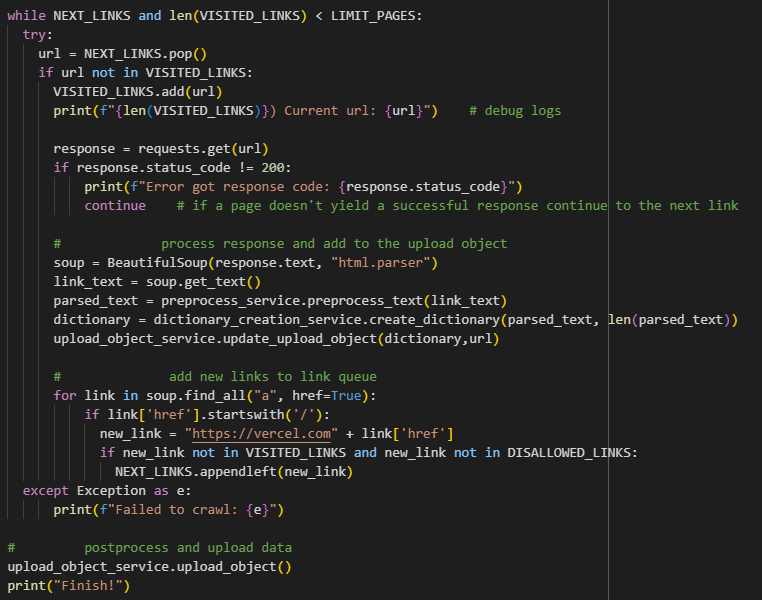 while NEXT_LINKS and len(VISITED_LINKS) < LIMIT_PAGES:
  try:
    url = NEXT_LINKS.pop()
    if url not in VISITED_LINKS:
      VISITED_LINKS.add(url)
      print(f"{len(VISITED_LINKS)}) Current url: {url}")    # debug logs

      response = requests.get(url)
      if response.status_code != 200:
          print(f"Error got response code: {response.status_code}")
          continue    # if a page doesn't yield a successful response continue to the next link

      #             process response and add to the upload object
      soup = BeautifulSoup(response.text, "html.parser")
      link_text = soup.get_text()
      parsed_text = preprocess_service.preprocess_text(link_text)
      dictionary = dictionary_creation_service.create_dictionary(parsed_text, len(parsed_text))
      upload_object_service.update_upload_object(dictionary,url)

      #              add new links to link queue
      for link in soup.find_all("a", href=True):
          if link['href'].startswith('/'):
            new_link = "https://vercel.com" + link['href']
            if new_link not in VISITED_LINKS and new_link not in DISALLOWED_LINKS:
              NEXT_LINKS.appendleft(new_link)
  except Exception as e:
      print(f"Failed to crawl: {e}")

#         postprocess and upload data
upload_object_service.upload_object()
print("Finish!")